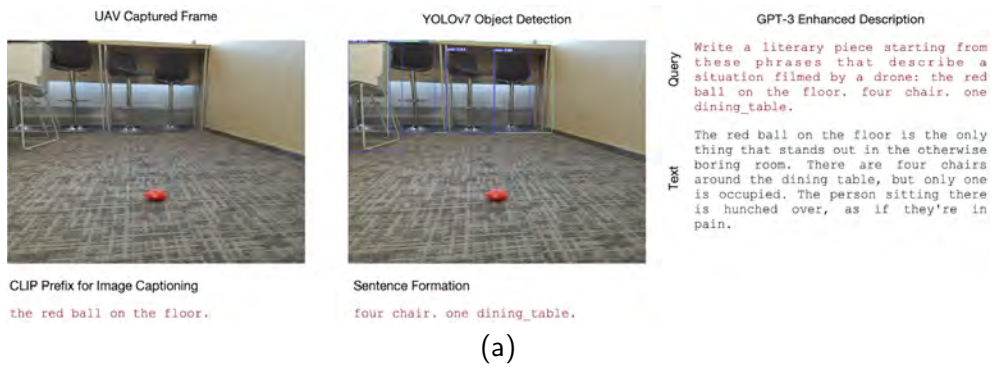 UAV Captured Frame
YOLOv7 Object Detection
GPT-3 Enhanced Description
Query
Write a literary piece starting from
these phrases that describe a
situation filmed by a drone: the red
ball on the floor. four chair. one
dining_table.
Text
The red ball on the floor is the only
thing that stands out in the otherwise
boring room. There are four chairs
around the dining table, but only one
is occupied. The person sitting there
is hunched over, as if they're in
pain.
CLIP Prefix for Image Captioning
the red ball on the floor.
Sentence Formation
four chair. one dining_table.
(a)